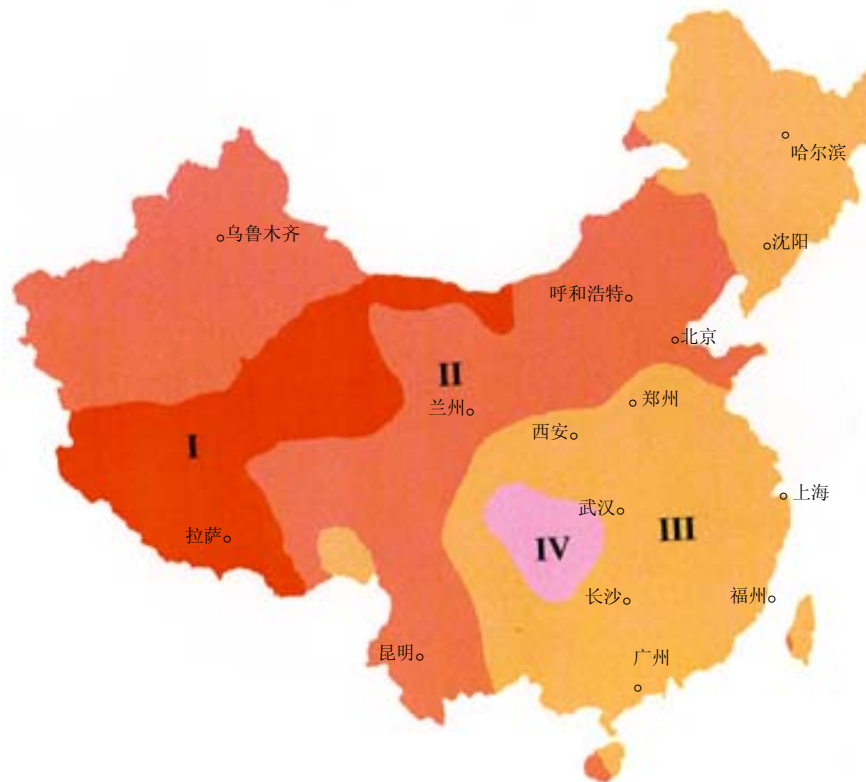 哈尔滨
乌鲁木齐
沈阳
呼和浩特
北京
II
兰州
郑州
I
西安
上海
武汉
III
拉萨
IV
长沙
福州
昆明
广州